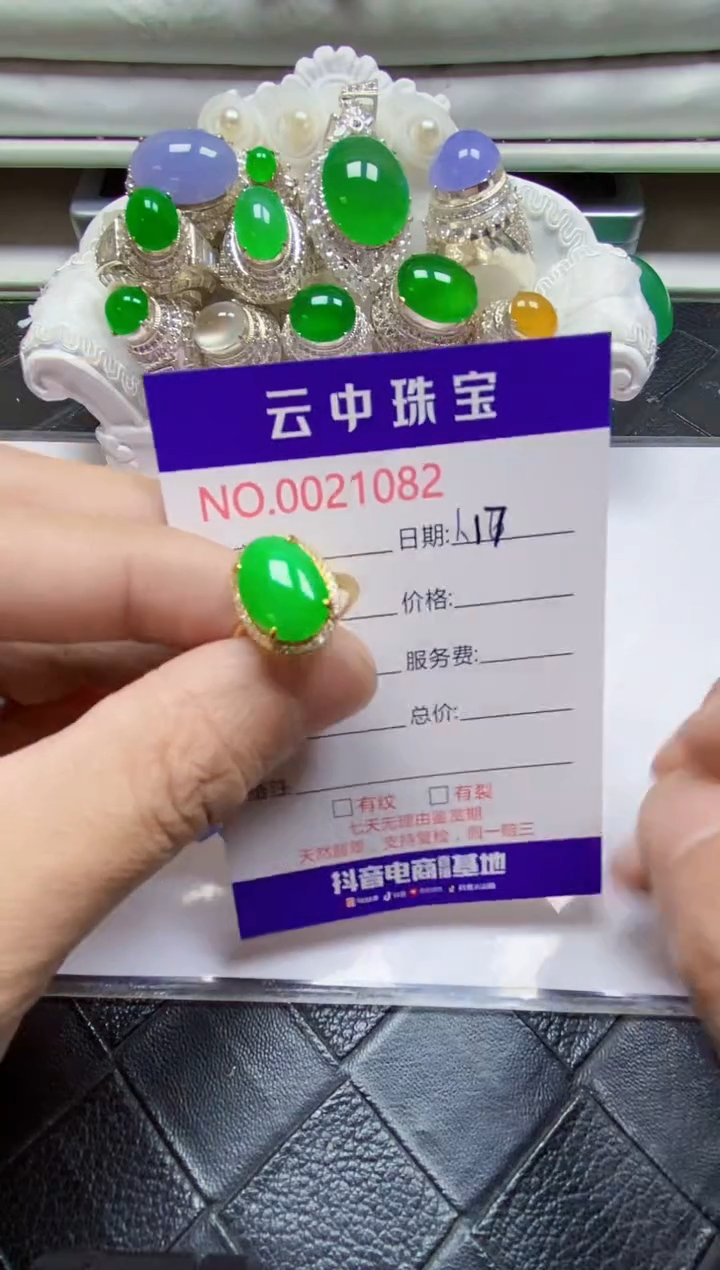 云中珠宝
NO.0021082
日期:
价格:
服务费:
总价:
备注:
有纹 有裂
七天无理由鉴赏期
天然翡翠，支持复检，假一赔三
抖音电商 基地